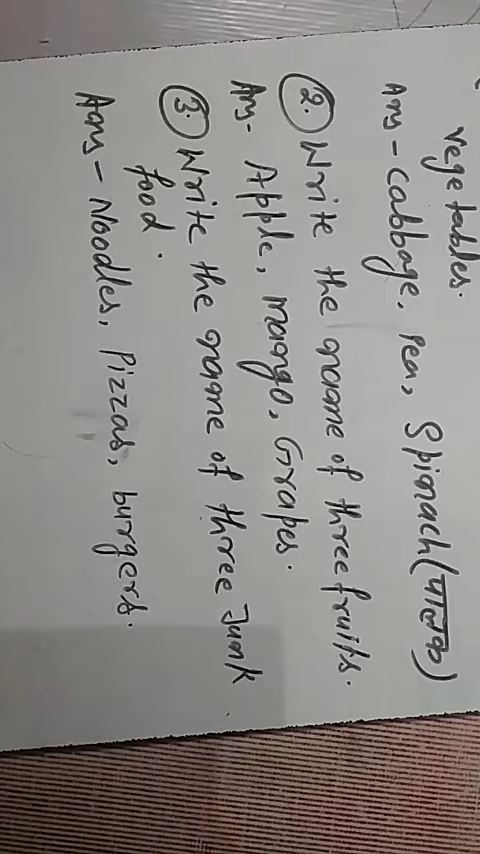 Vegetables.
Ans - Cabbage, Pea, Spinach (पालक)
2. Write the name of three fruits.
Ans - Apple, mango, Grapes.
3. Write the name of three Junk
food.
Ans - Noodles, Pizzas, burgers.